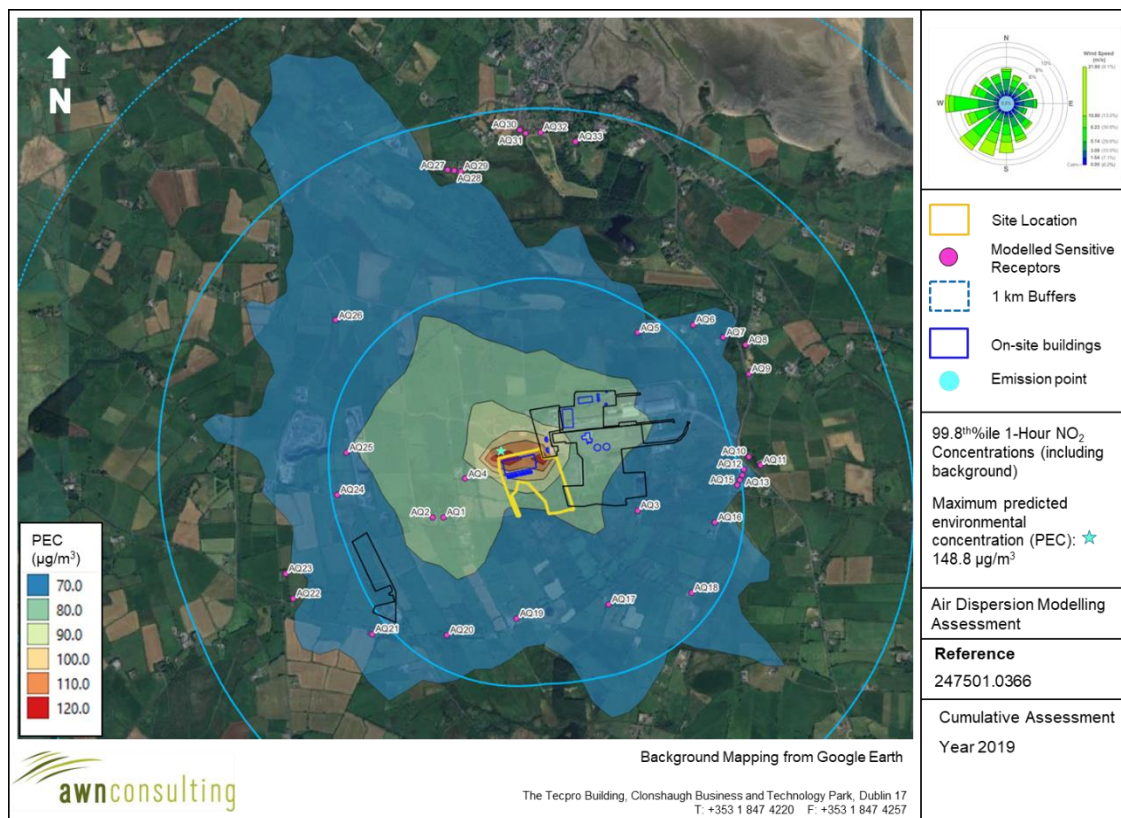 N
AQ30
AQ32
AQ31
AQ33
AQ27
AQ29
AQ28
AQ26
AQ5
AQ6
AQ7
AQ8
AQ9
AQ25
AQ4
AQ10
AQ11
AQ12
AQ15
AQ13
AQ24
AQ2
AQ1
AQ3
AQ16
AQ23
AQ22
AQ18
AQ17
AQ19
AQ21
AQ20
PEC
(µg/m³)
70.0
80.0
90.0
100.0
110.0
120.0
N
W
E
S
Wind Speed
(m/s)
Site Location
Modelled Sensitive
Receptors
1 km Buffers
On-site buildings
Emission point
99.8th%ile 1-Hour NO₂
Concentrations (including
background)
Maximum predicted
environmental
concentration (PEC):
148.8 µg/m³
Air Dispersion Modelling
Assessment
Reference
247501.0366
Cumulative Assessment
Year 2019
awnconsulting
Background Mapping from Google Earth
The Tecpro Building, Clonshaugh Business and Technology Park, Dublin 17
T: +353 1 847 4220 F: +353 1 847 4257